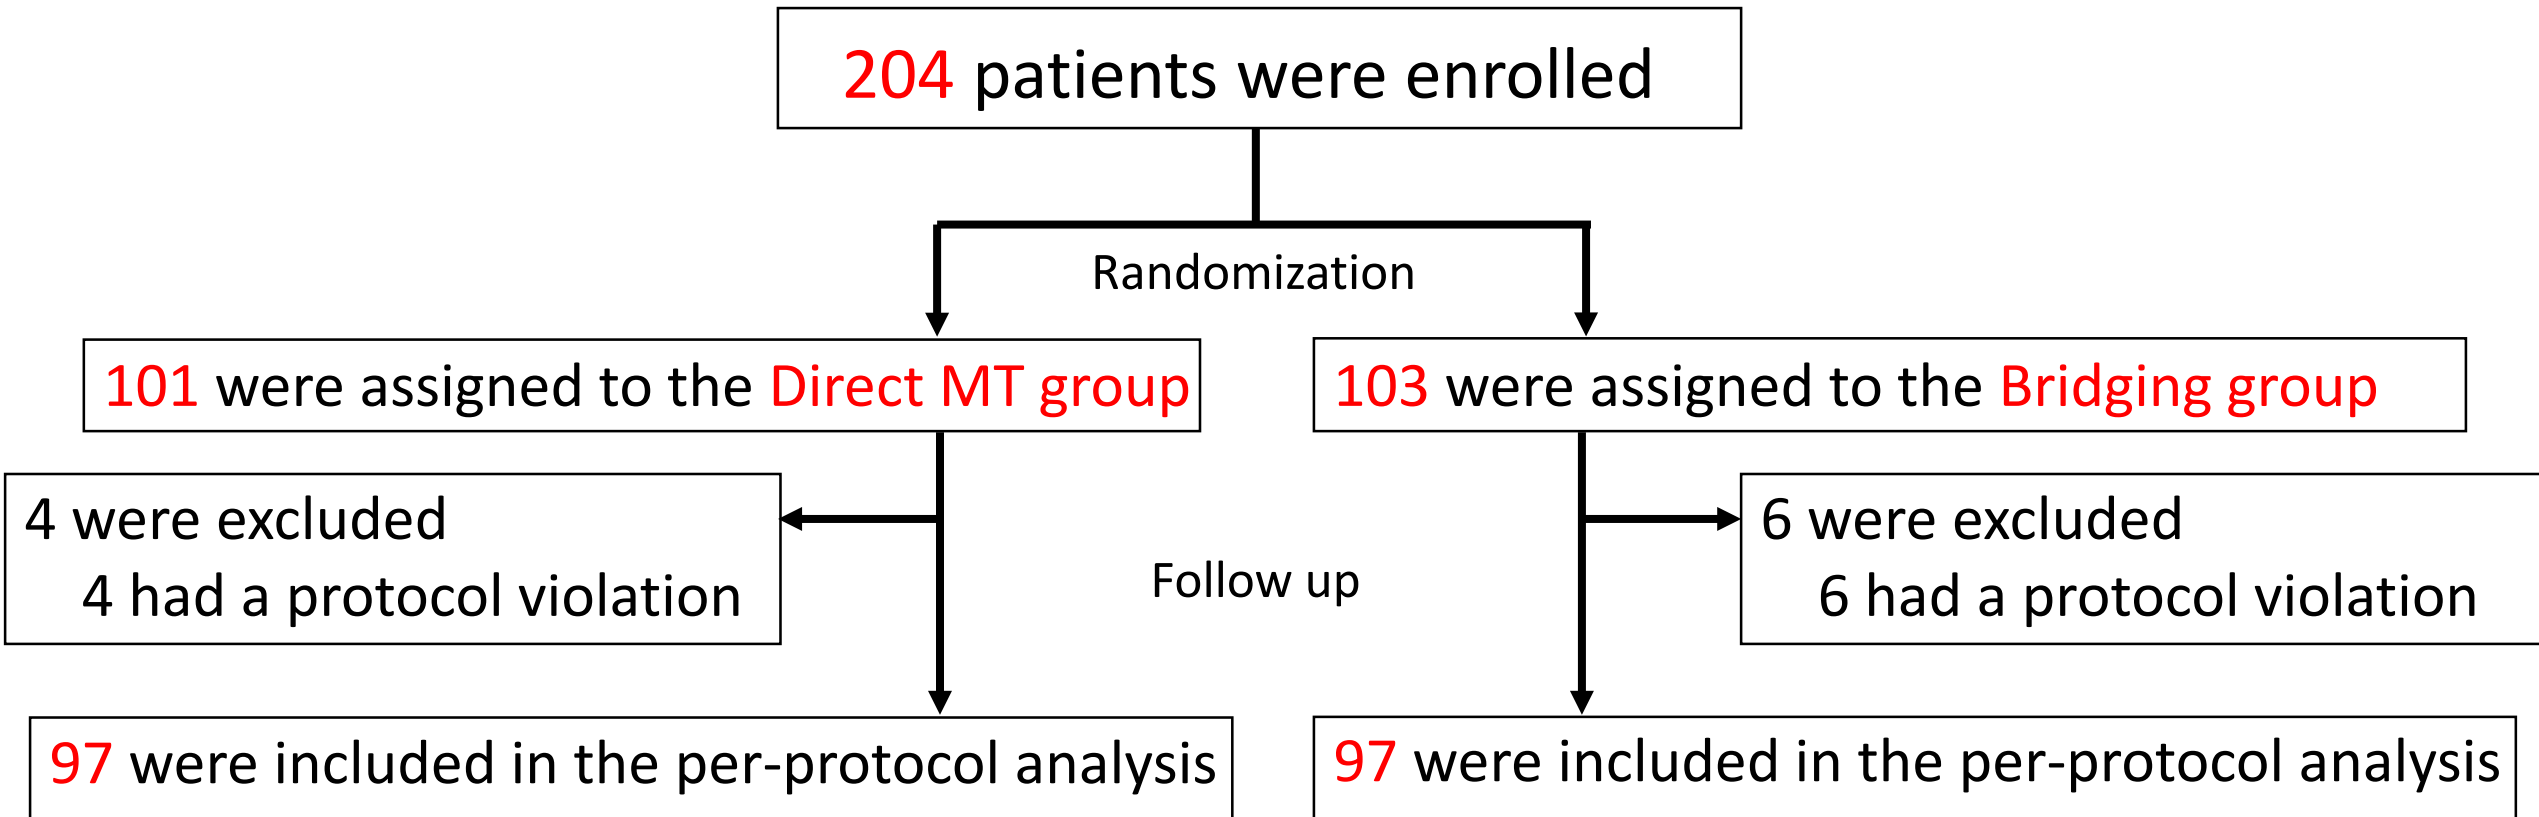 204 patients were enrolled
Randomization
101 were assigned to the Direct MT group
103 were assigned to the Bridging group
4 were excluded
4 had a protocol violation
Follow up
6 were excluded
6 had a protocol violation
97 were included in the per-protocol analysis
97 were included in the per-protocol analysis